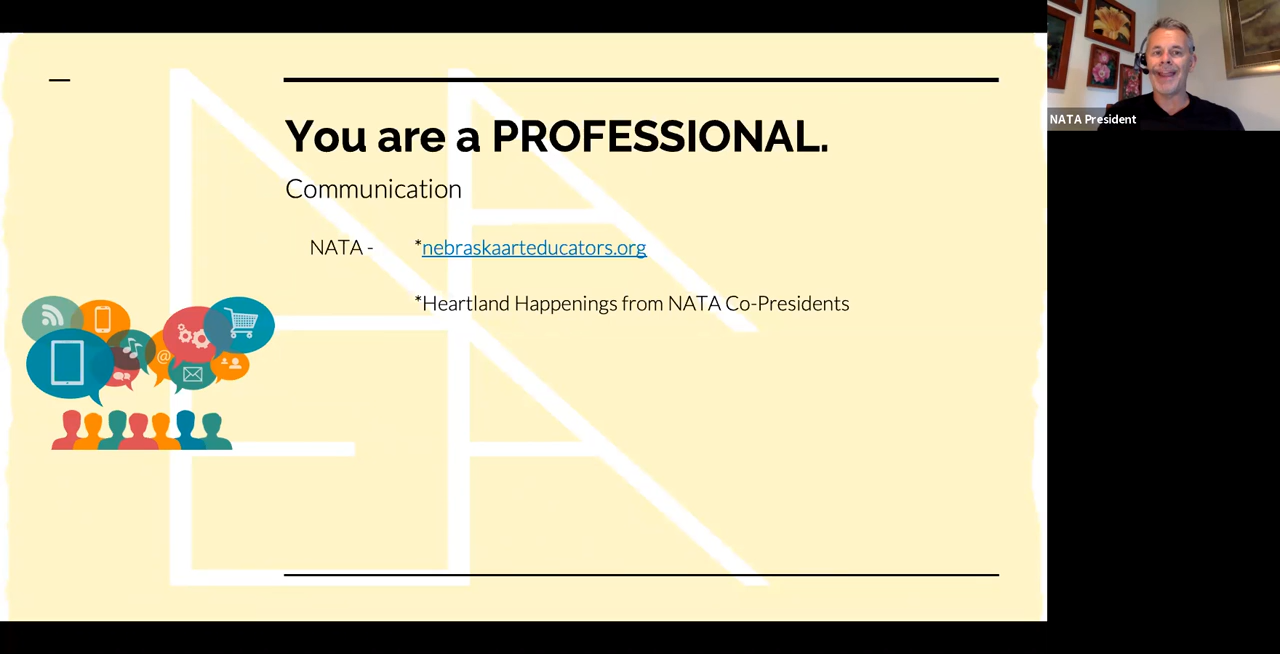 You are a PROFESSIONAL.
Communication
NATA - *nebraskaarteducators.org
*Heartland Happenings from NATA Co-Presidents
@
NATA President